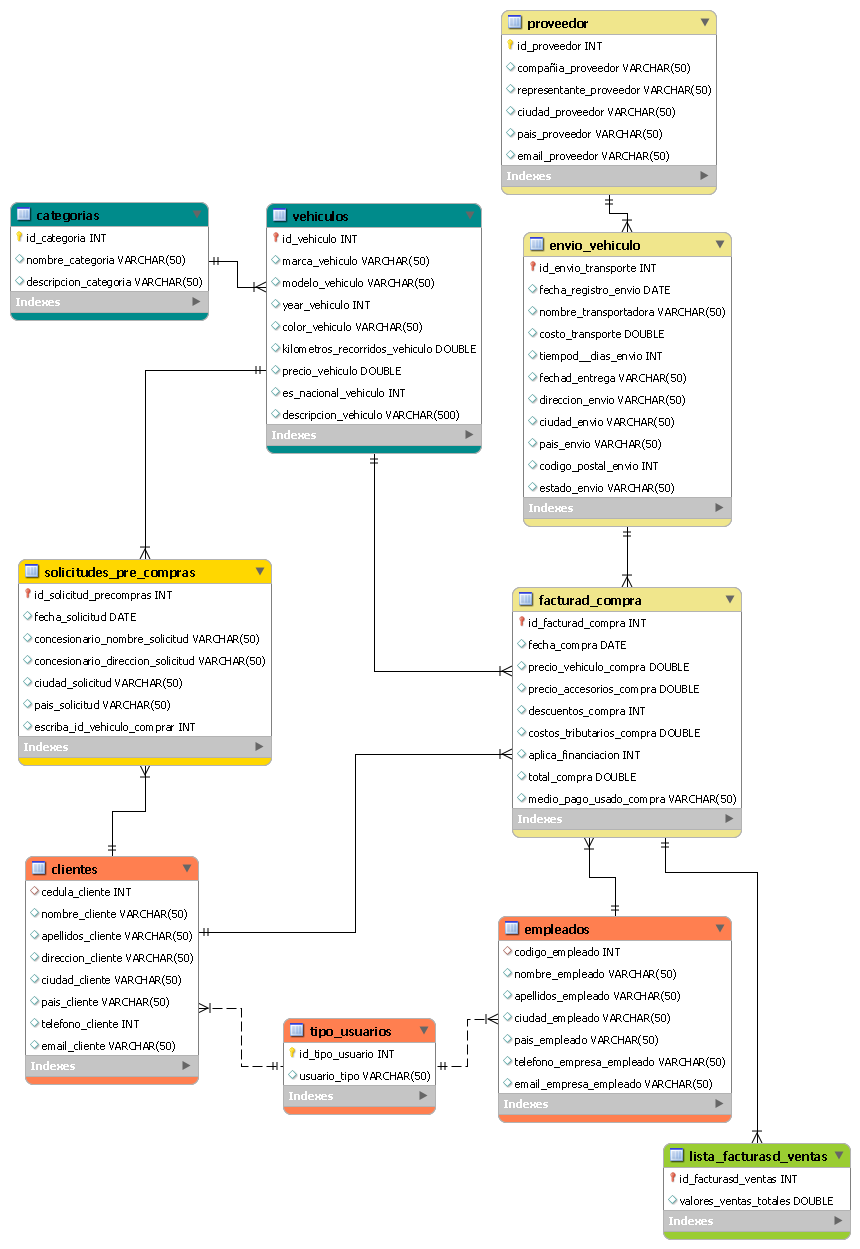 proveedor
id_proveedor INT
compañia_proveedor VARCHAR(50)
representante_proveedor VARCHAR(50)
ciudad_proveedor VARCHAR(50)
pais_proveedor VARCHAR(50)
email_proveedor VARCHAR(50)
Indexes
categorias
id_categoria INT
nombre_categoria VARCHAR(50)
descripcion_categoria VARCHAR(50)
Indexes
vehiculos
id_vehiculo INT
marca_vehiculo VARCHAR(50)
modelo_vehiculo VARCHAR(50)
year_vehiculo INT
color_vehiculo VARCHAR(50)
kilometros_recorridos_vehiculo DOUBLE
precio_vehiculo DOUBLE
es_nacional_vehiculo INT
descripcion_vehiculo VARCHAR(500)
Indexes
envio_vehiculo
id_envio_transporte INT
fecha_registro_envio DATE
nombre_transportadora VARCHAR(50)
costo_transporte DOUBLE
tiempod__dias_envio INT
fechad_entrega VARCHAR(50)
direccion_envio VARCHAR(50)
ciudad_envio VARCHAR(50)
pais_envio VARCHAR(50)
codigo_postal_envio INT
estado_envio VARCHAR(50)
Indexes
solicitudes_pre_compras
id_solicitud_precompras INT
fecha_solicitud DATE
concesionario_nombre_solicitud VARCHAR(50)
concesionario_direccion_solicitud VARCHAR(50)
ciudad_solicitud VARCHAR(50)
pais_solicitud VARCHAR(50)
escriba_id_vehiculo_comprar INT
Indexes
facturad_compra
id_facturad_compra INT
fecha_compra DATE
precio_vehiculo_compra DOUBLE
precio_accesorios_compra DOUBLE
descuentos_compra INT
costos_tributarios_compra DOUBLE
aplica_financiacion INT
total_compra DOUBLE
medio_pago_usado_compra VARCHAR(50)
Indexes
clientes
cedula_cliente INT
nombre_cliente VARCHAR(50)
apellidos_cliente VARCHAR(50)
direccion_cliente VARCHAR(50)
ciudad_cliente VARCHAR(50)
pais_cliente VARCHAR(50)
telefono_cliente INT
email_cliente VARCHAR(50)
Indexes
tipo_usuarios
id_tipo_usuario INT
usuario_tipo VARCHAR(50)
Indexes
empleados
codigo_empleado INT
nombre_empleado VARCHAR(50)
apellidos_empleado VARCHAR(50)
ciudad_empleado VARCHAR(50)
pais_empleado VARCHAR(50)
telefono_empresa_empleado VARCHAR(50)
email_empresa_empleado VARCHAR(50)
Indexes
lista_facturasd_ventas
id_facturasd_ventas INT
valores_ventas_totales DOUBLE
Indexes